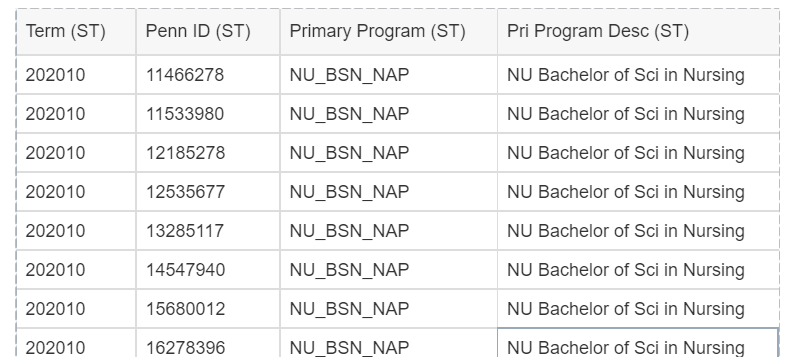 Term (ST) Penn ID (ST) Primary Program (ST) Pri Program Desc (ST)
202010 11466278 NU_BSN_NAP NU Bachelor of Sci in Nursing
202010 11533980 NU_BSN_NAP NU Bachelor of Sci in Nursing
202010 12185278 NU_BSN_NAP NU Bachelor of Sci in Nursing
202010 12535677 NU_BSN_NAP NU Bachelor of Sci in Nursing
202010 13285117 NU_BSN_NAP NU Bachelor of Sci in Nursing
202010 14547940 NU_BSN_NAP NU Bachelor of Sci in Nursing
202010 15680012 NU_BSN_NAP NU Bachelor of Sci in Nursing
202010 16278396 NU_BSN_NAP NU Bachelor of Sci in Nursing